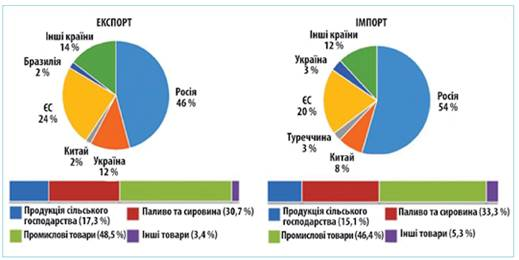 ЕКСПОРТ
Інші країни
14 %
Бразилія
2 %
ЄС
24 %
Китай
2%
Україна
12 %
Росія
46 %
Продукція сільського
господарства (17,3 %)
Паливо та сировина (30,7 %)
Промислові товари (48,5 %)
Інші товари (3,4 %)
ІМПОРТ
Інші країни
12 %
Україна
3 %
ЄС
20 %
Туреччина
3 %
Китай
8 %
Росія
54 %
Продукція сільського
господарства (15,1 %)
Паливо та сировина (33,3 %)
Промислові товари (46,4 %)
Інші товари (5,3 %)